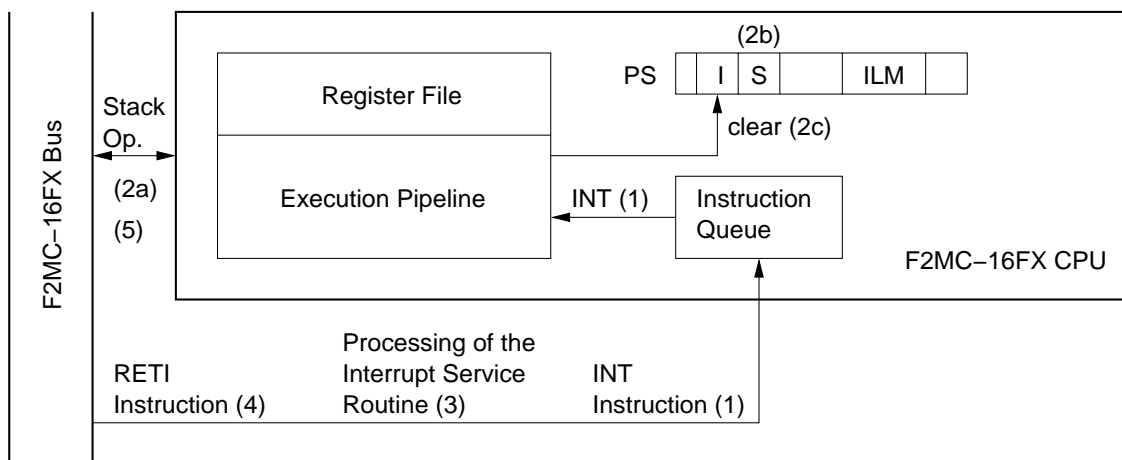 (2b)
PS
I
S
ILM
Register File
Stack
Op.
clear (2c)
F2MC−16FX Bus
(2a)
Execution Pipeline
INT (1)
Instruction
Queue
(5)
F2MC−16FX CPU
Processing of the
RETI
Interrupt Service
INT
Instruction (4)
Routine (3)
Instruction (1)